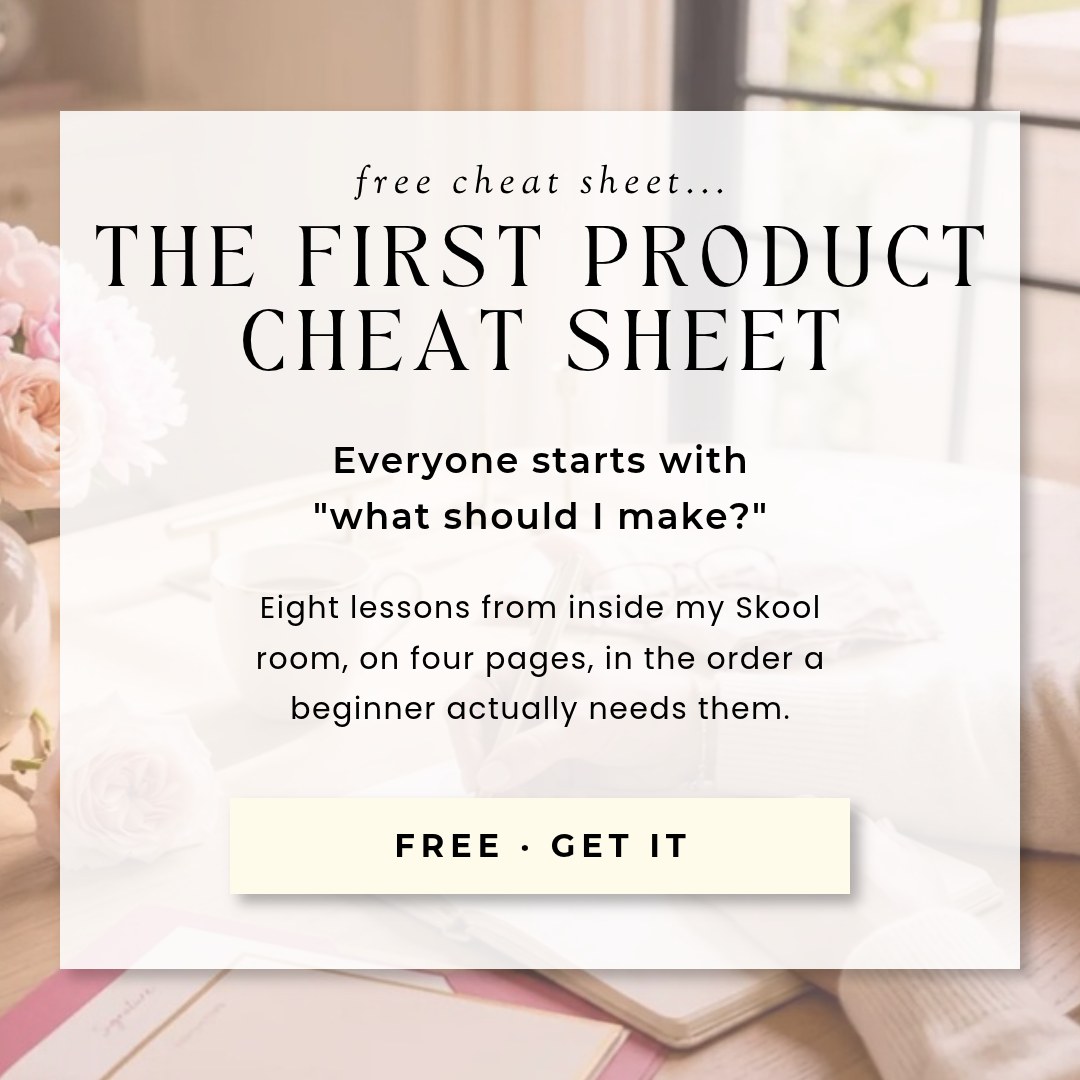 free cheat sheet...
THE FIRST PRODUCT
CHEAT SHEET
Everyone starts with
"what should I make?"
Eight lessons from inside my Skool
room, on four pages, in the order a
beginner actually needs them.
FREE · GET IT